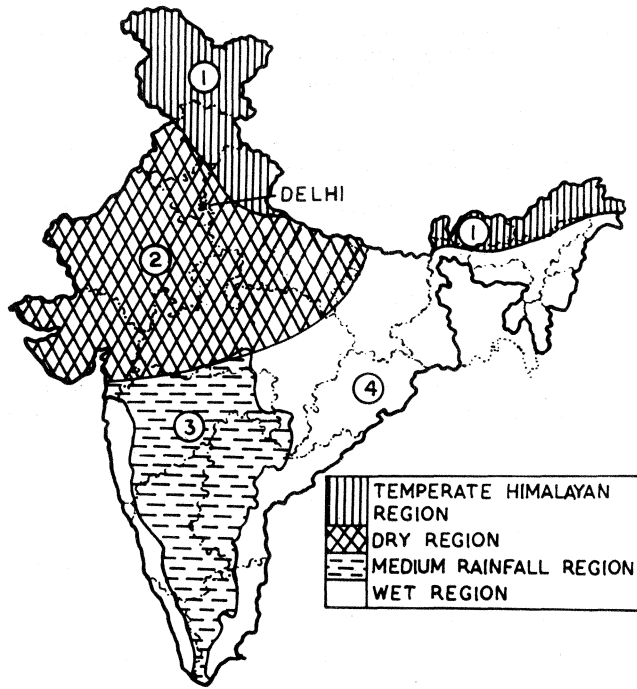 1
DELHI
1
2
4
3
TEMPERATE HIMALAYAN
REGION
DRY REGION
MEDIUM RAINFALL REGION
WET REGION